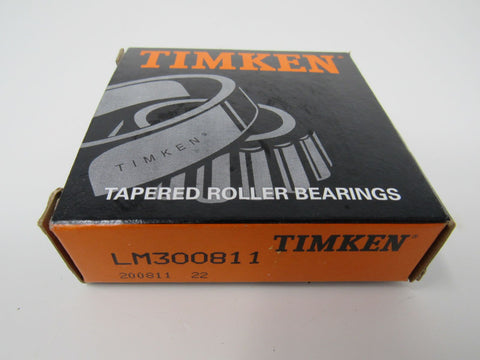 TIMKEN®
TIMKEN®
TAPERED ROLLER BEARINGS
LM300811
TIMKEN®
200811 22